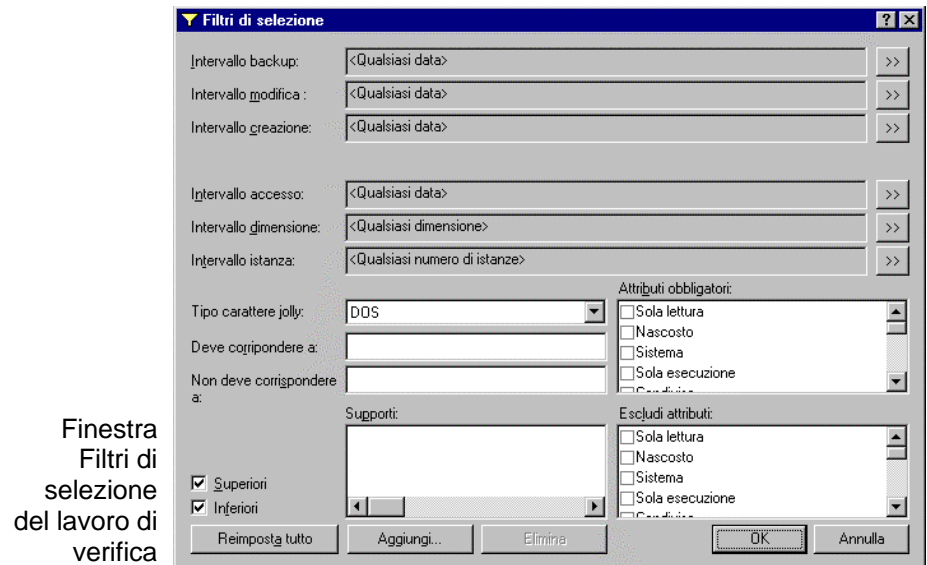 Filtri di selezione
Intervallo backup: <Qualsiasi data> >>
Intervallo modifica : <Qualsiasi data> >>
Intervallo creazione: <Qualsiasi data> >>
Intervallo accesso: <Qualsiasi data> >>
Intervallo dimensione: <Qualsiasi dimensione> >>
Intervallo istanza: <Qualsiasi numero di istanze> >>
Tipo carattere jolly: DOS
Deve corripondere a:
Non deve corrispondere
a:
Attributi obbligatori:
Sola lettura
Nascosto
Sistema
Sola esecuzione
Condiviso
Supporti:
Escludi attributi:
Sola lettura
Nascosto
Sistema
Sola esecuzione
Condiviso
Superiori
Inferiori
Reimposta tutto Aggiungi... Elimina OK Annulla
Finestra
Filtri di
selezione
del lavoro di
verifica